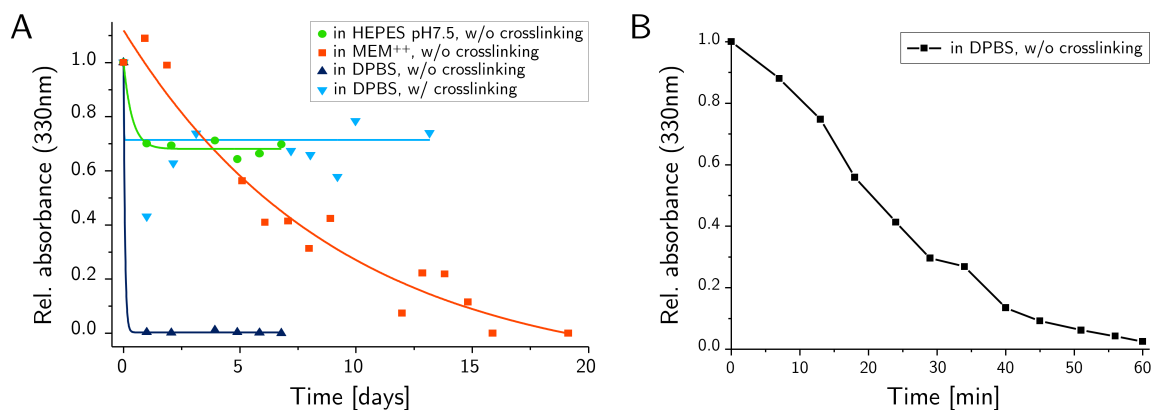 A
in HEPES pH7.5, w/o crosslinking
in MEM⁺⁺, w/o crosslinking
in DPBS, w/o crosslinking
in DPBS, w/ crosslinking
Rel. absorbance (330nm)
1.0
0.8
0.6
0.4
0.2
0.0
0 5 10 15 20
Time [days]
B
in DPBS, w/o crosslinking
Rel. absorbance (330nm)
1.0
0.8
0.6
0.4
0.2
0.0
0 10 20 30 40 50 60
Time [min]